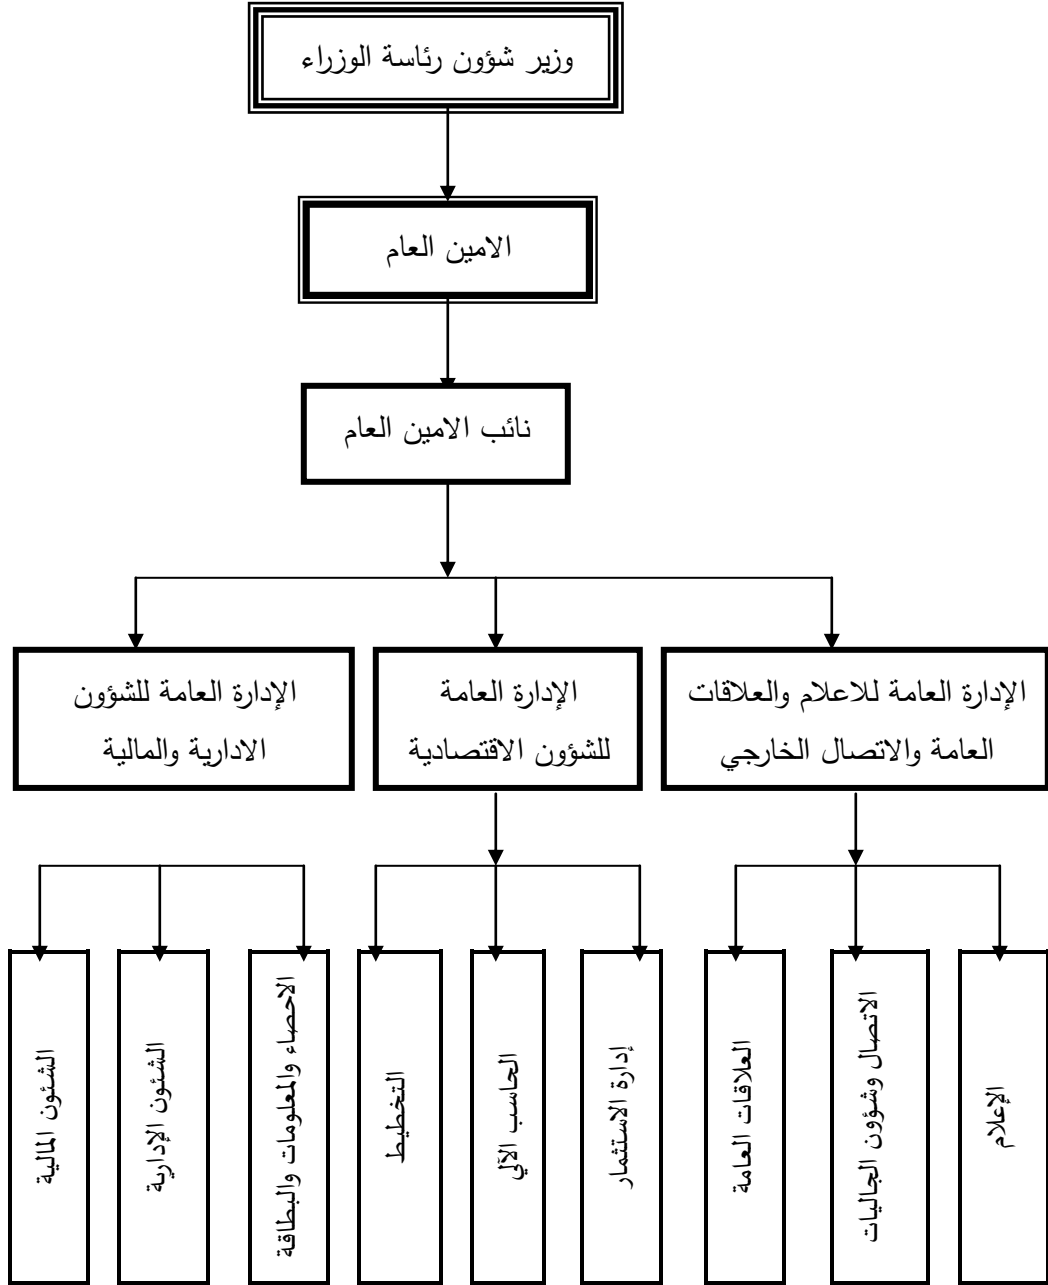 وزير شؤون رئاسة الوزراء
الامين العام
نائب الامين العام
الإدارة العامة للاعلام والعلاقات
العامة والاتصال الخارجي
الإدارة العامة
للشؤون الاقتصادية
الإدارة العامة للشؤون
الادارية والمالية
الإعلام
الاتصال وشؤون الجاليات
العلاقات العامة
إدارة الاستثمار
الحاسب الآلي
التخطيط
الاحصاء والمعلومات والبطاقة
الشئون الإدارية
الشئون المالية